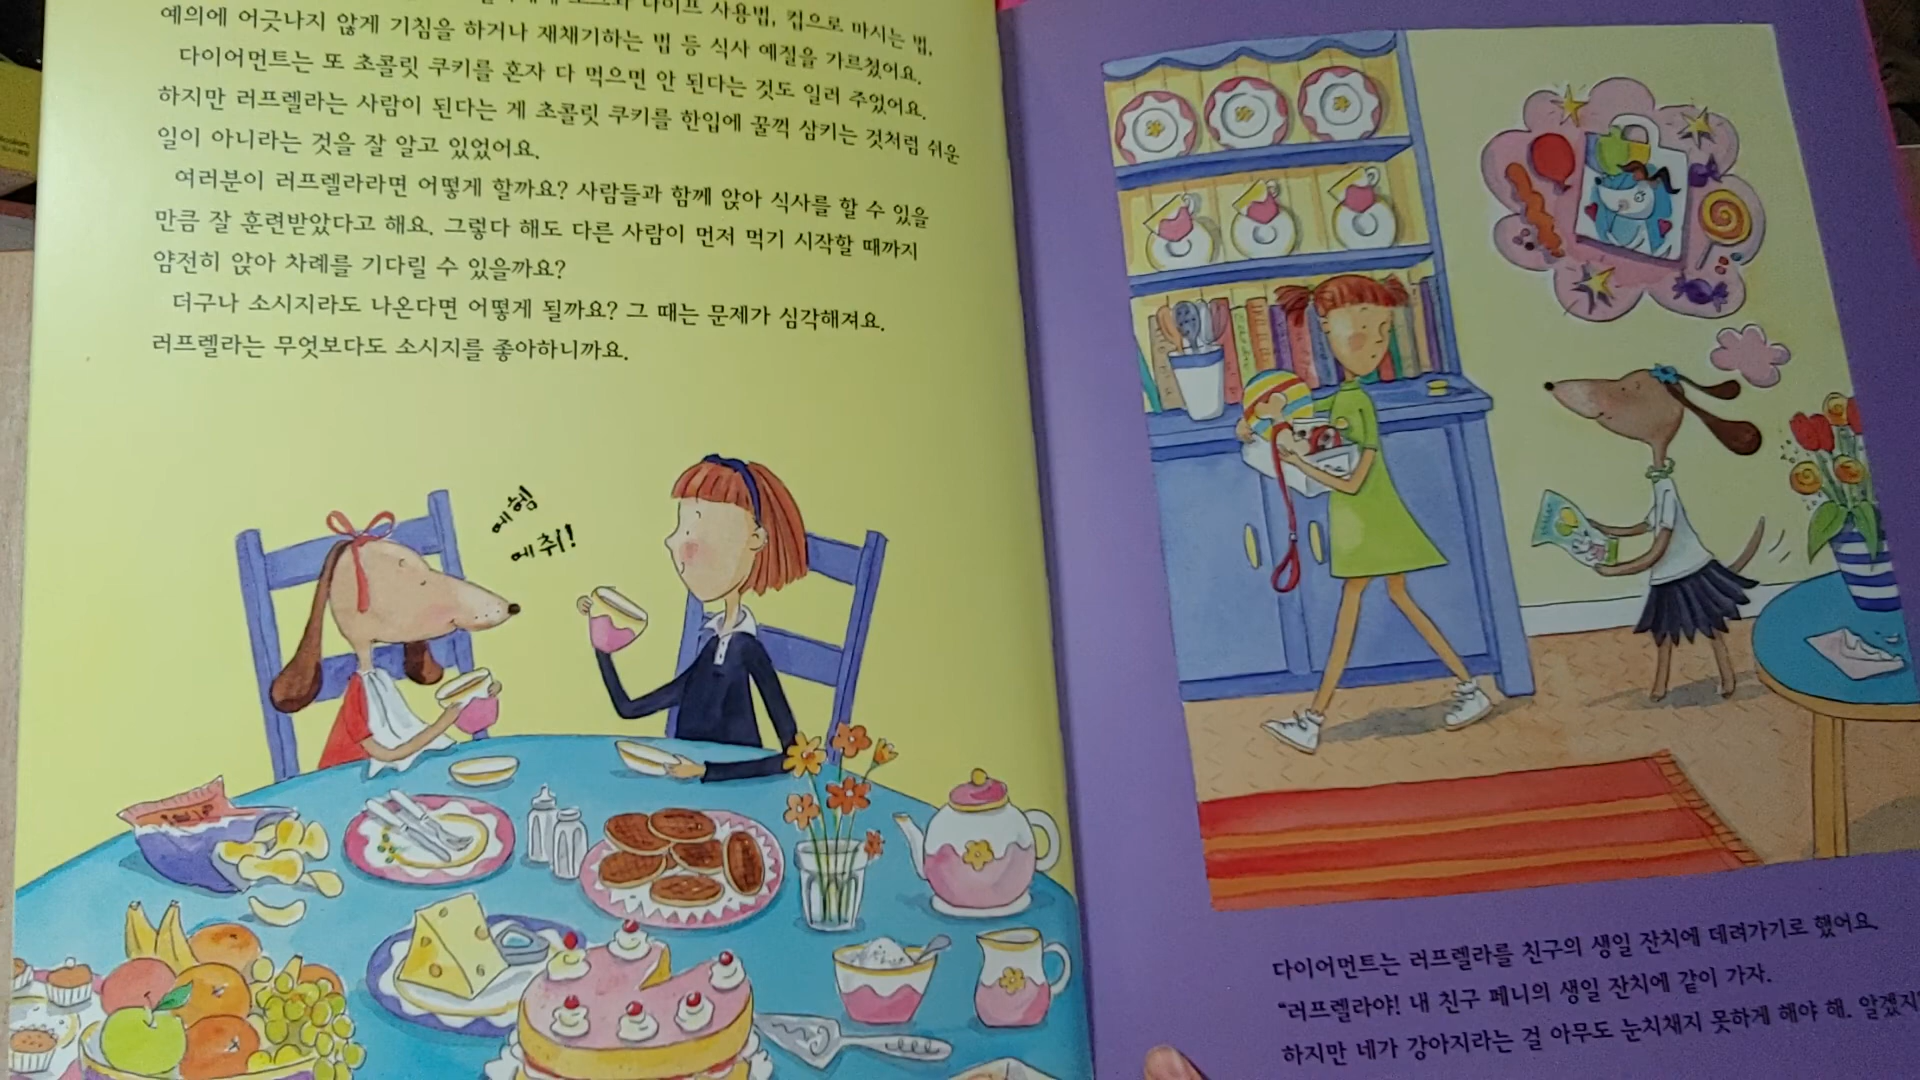 사용법, 컵으로 마시는 법,
예의에 어긋나지 않게 기침을 하거나 재채기하는 법 등 식사 예절을 가르쳤어요.
다이어먼트는 또 초콜릿 쿠키를 혼자 다 먹으면 안 된다는 것도 일러 주었어요.
하지만 러프렐라는 사람이 된다는 게 초콜릿 쿠키를 한입에 꿀꺽 삼키는 것처럼 쉬운
일이 아니라는 것을 잘 알고 있었어요.
여러분이 러프렐라라면 어떻게 할까요? 사람들과 함께 앉아 식사를 할 수 있을
만큼 잘 훈련받았다고 해요. 그렇다 해도 다른 사람이 먼저 먹기 시작할 때까지
얌전히 앉아 차례를 기다릴 수 있을까요?
더구나 소시지라도 나온다면 어떻게 될까요? 그 때는 문제가 심각해져요.
러프렐라는 무엇보다도 소시지를 좋아하니까요.
에헴
에취!
다이어먼트는 러프렐라를 친구의 생일 잔치에 데려가기로 했어요.
“러프렐라야! 내 친구 페니의 생일 잔치에 같이 가자.
하지만 네가 강아지라는 걸 아무도 눈치채지 못하게 해야 해. 알겠지